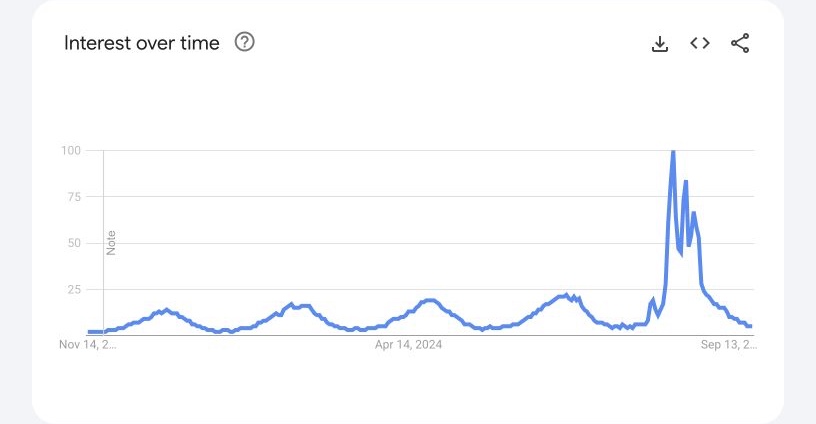 Interest over time
100
75
50
25
Note
Nov 14, 2...
Apr 14, 2024
Sep 13, 2...